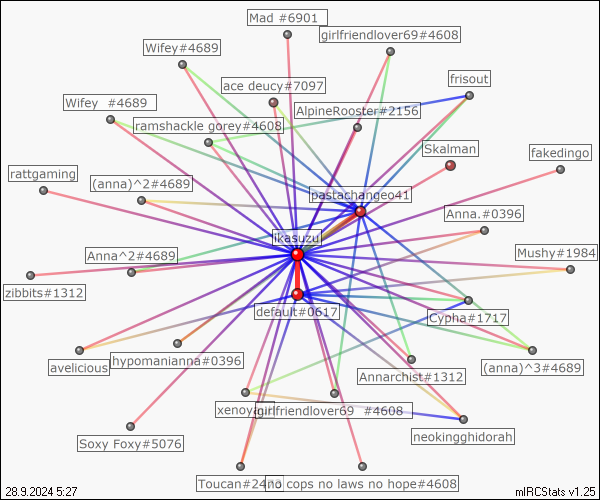 Mad #6901
girlfriendlover69#4608
Wifey#4689
frisout
ace deucy#7097
Wifey  #4689
AlpineRooster#2156
ramshackle gorey#4608
Skalman
fakedingo
rattgaming
(anna)^2#4689
pastachangeo41
Anna.#0396
ikasuzu
Anna^2#4689
Mushy#1984
zibbits#1312
default#0617
Cypha#1717
hypomanianna#0396
avelicious
Annarchist#1312
(anna)^3#4689
girlfriendlover69  #4608
neokingghidorah
Soxy Foxy#5076
no cops no laws no hope#4608
28.9.2024 5:27
mIRCStats v1.25